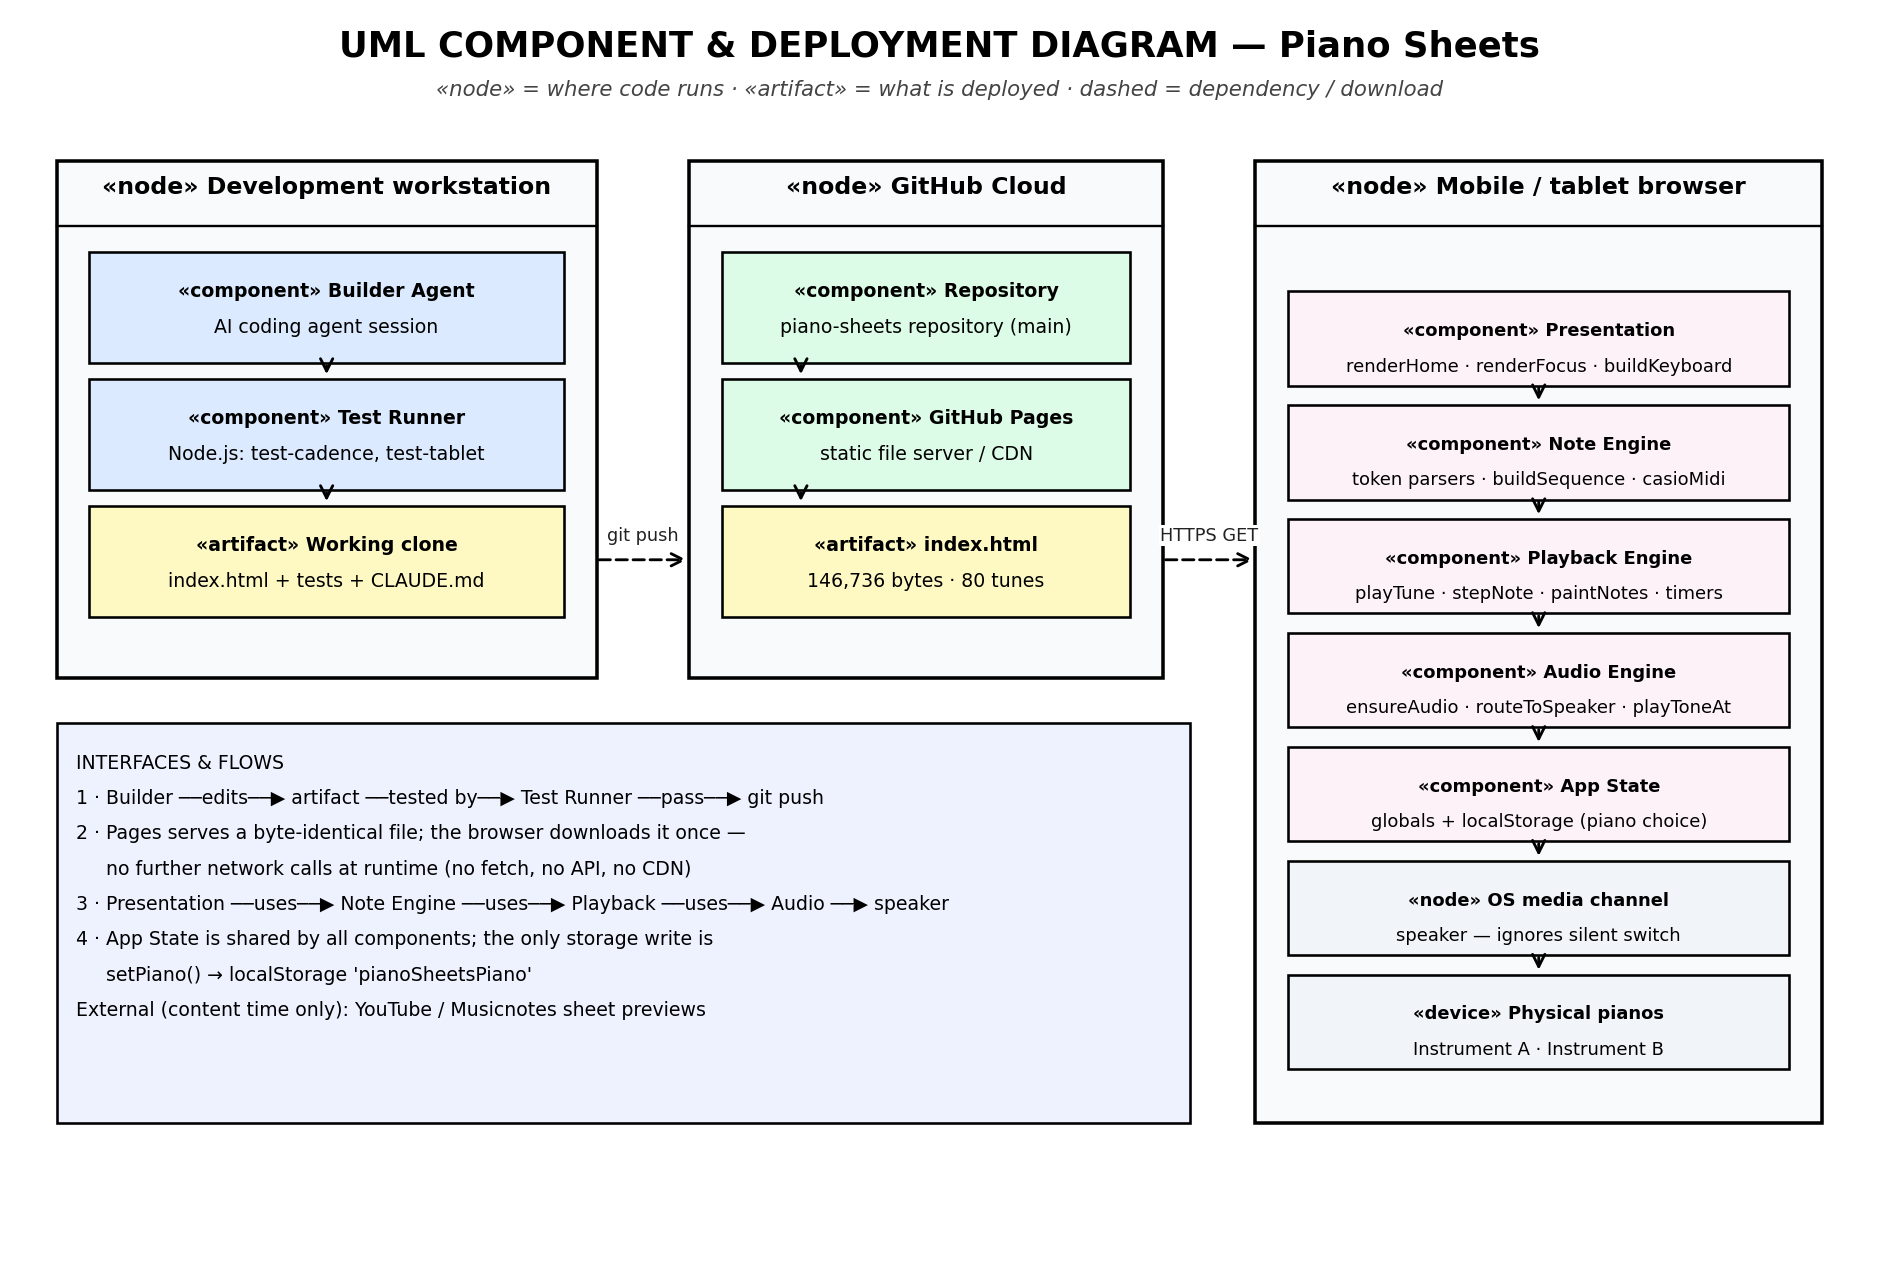 UML COMPONENT & DEPLOYMENT DIAGRAM — Piano Sheets
«node» = where code runs · «artifact» = what is deployed · dashed = dependency / download
«node» Development workstation
«component» Builder Agent
AI coding agent session
«component» Test Runner
Node.js: test-cadence, test-tablet
«artifact» Working clone
index.html + tests + CLAUDE.md
git push
«node» GitHub Cloud
«component» Repository
piano-sheets repository (main)
«component» GitHub Pages
static file server / CDN
«artifact» index.html
146,736 bytes · 80 tunes
HTTPS GET
«node» Mobile / tablet browser
«component» Presentation
renderHome · renderFocus · buildKeyboard
«component» Note Engine
token parsers · buildSequence · casioMidi
«component» Playback Engine
playTune · stepNote · paintNotes · timers
«component» Audio Engine
ensureAudio · routeToSpeaker · playToneAt
«component» App State
globals + localStorage (piano choice)
«node» OS media channel
speaker — ignores silent switch
«device» Physical pianos
Instrument A · Instrument B
INTERFACES & FLOWS
1 · Builder ──edits──▶ artifact ──tested by──▶ Test Runner ──pass──▶ git push
2 · Pages serves a byte-identical file; the browser downloads it once —
no further network calls at runtime (no fetch, no API, no CDN)
3 · Presentation ──uses──▶ Note Engine ──uses──▶ Playback ──uses──▶ Audio ──▶ speaker
4 · App State is shared by all components; the only storage write is
setPiano() → localStorage 'pianoSheetsPiano'
External (content time only): YouTube / Musicnotes sheet previews